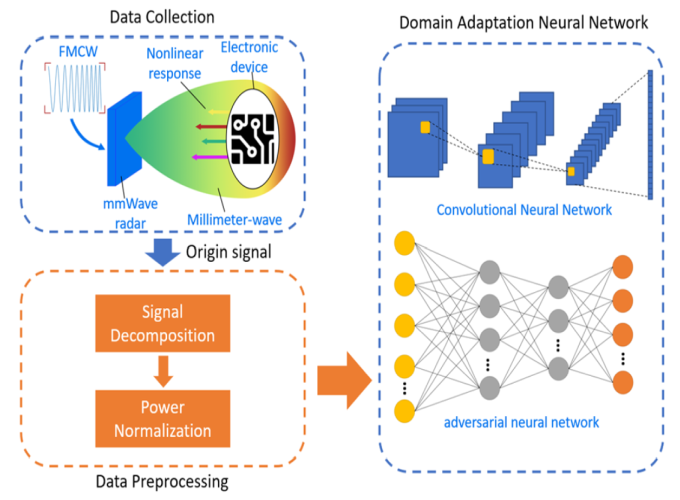 Data Collection
FMCW
Nonlinear
response
Electronic
device
mmWave
radar
Millimeter-wave
Origin signal
Signal
Decomposition
Power
Normalization
Data Preprocessing
Domain Adaptation Neural Network
Convolutional Neural Network
adversarial neural network